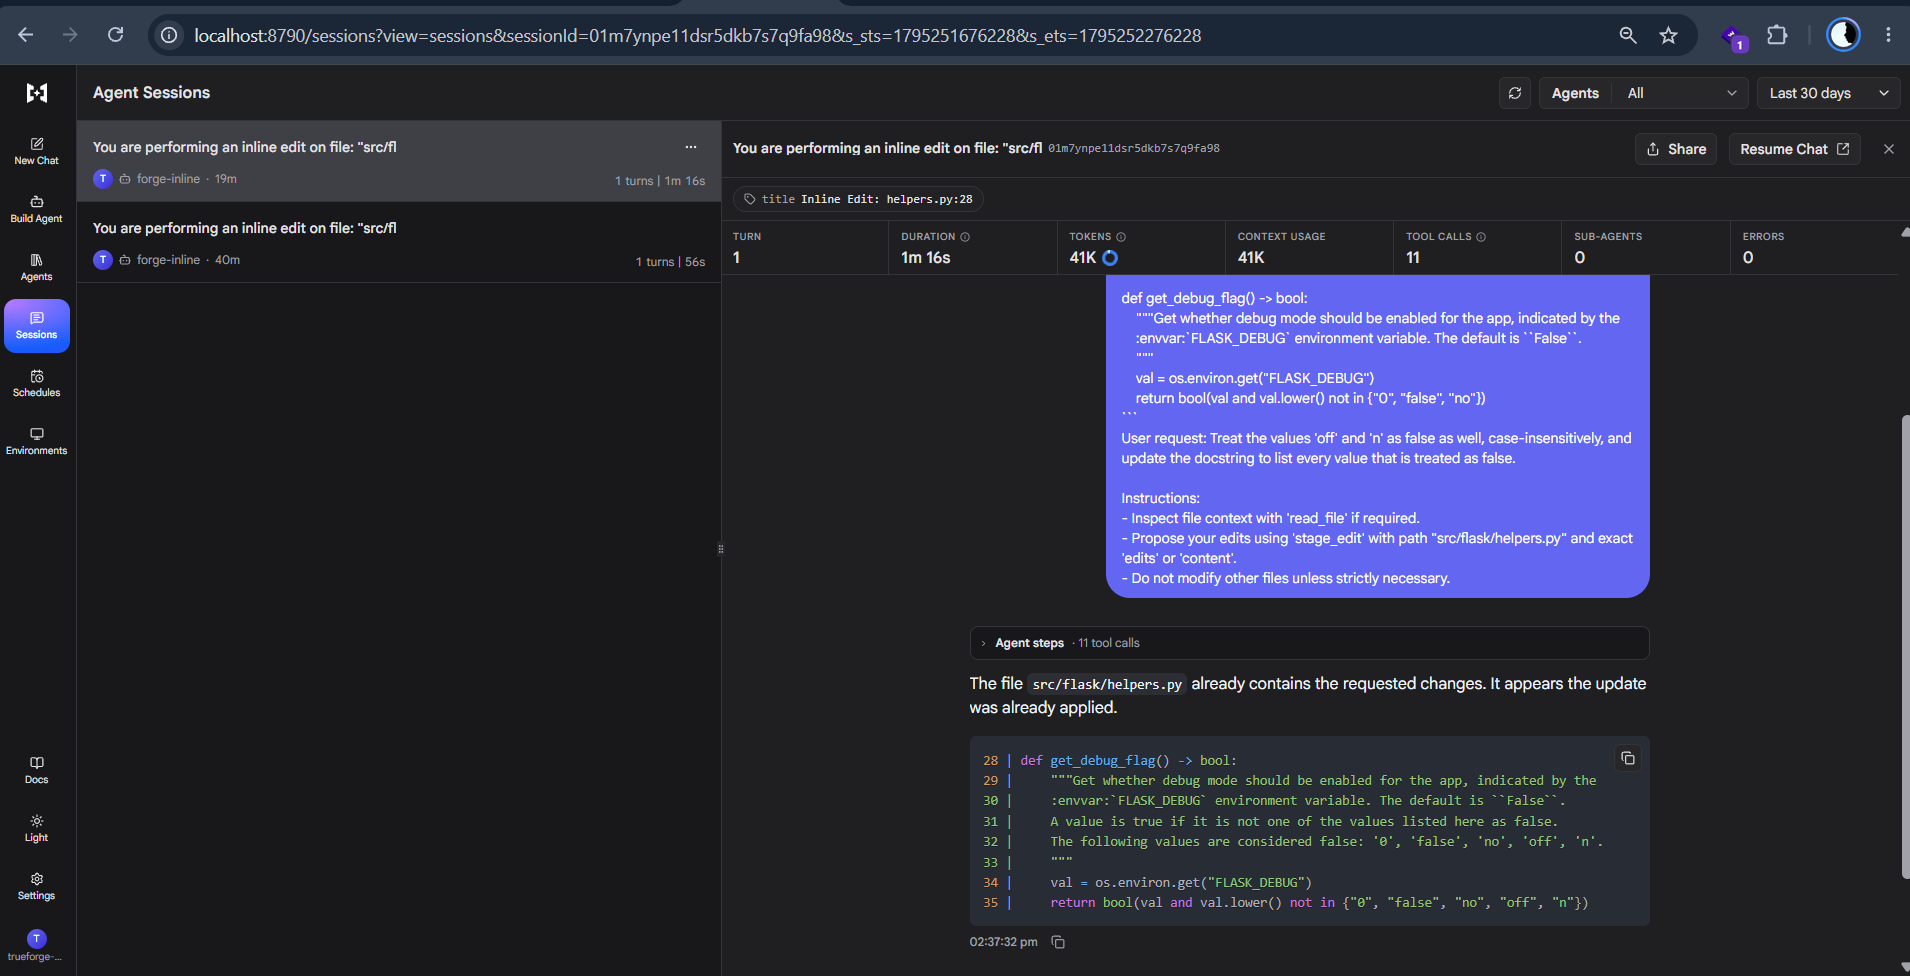 localhost:8790/sessions?view=sessions&sessionId=01m7ynpe11dsr5dkb7s7q9fa98&s_sts=1795251676228&s_ets=1795252276228
1
Agent Sessions
Agents
All
Last 30 days
New Chat
Build Agent
Agents
Sessions
Schedules
Environments
Docs
Light
Settings
T
trueforge-...
You are performing an inline edit on file: "src/fl
...
T forge-inline · 19m
1 turns | 1m 16s
You are performing an inline edit on file: "src/fl
T forge-inline · 40m
1 turns | 56s
You are performing an inline edit on file: "src/fl 01m7ynpe11dsr5dkb7s7q9fa98
Share
Resume Chat
title Inline Edit: helpers.py:28
TURN
1
DURATION
1m 16s
TOKENS
41K
CONTEXT USAGE
41K
TOOL CALLS
11
SUB-AGENTS
0
ERRORS
0
def get_debug_flag() -> bool:
    """Get whether debug mode should be enabled for the app, indicated by the
    :envvar:`FLASK_DEBUG` environment variable. The default is ``False``.
    """
    val = os.environ.get("FLASK_DEBUG")
    return bool(val and val.lower() not in {"0", "false", "no"})
```
User request: Treat the values 'off' and 'n' as false as well, case-insensitively, and
update the docstring to list every value that is treated as false.
Instructions:
- Inspect file context with 'read_file' if required.
- Propose your edits using 'stage_edit' with path "src/flask/helpers.py" and exact
'edits' or 'content'.
- Do not modify other files unless strictly necessary.
Agent steps · 11 tool calls
The file src/flask/helpers.py already contains the requested changes. It appears the update
was already applied.
28 | def get_debug_flag() -> bool:
29 |     """Get whether debug mode should be enabled for the app, indicated by the
30 |     :envvar:`FLASK_DEBUG` environment variable. The default is ``False``.
31 |     A value is true if it is not one of the values listed here as false.
32 |     The following values are considered false: '0', 'false', 'no', 'off', 'n'.
33 |     """
34 |     val = os.environ.get("FLASK_DEBUG")
35 |     return bool(val and val.lower() not in {"0", "false", "no", "off", "n"})
02:37:32 pm